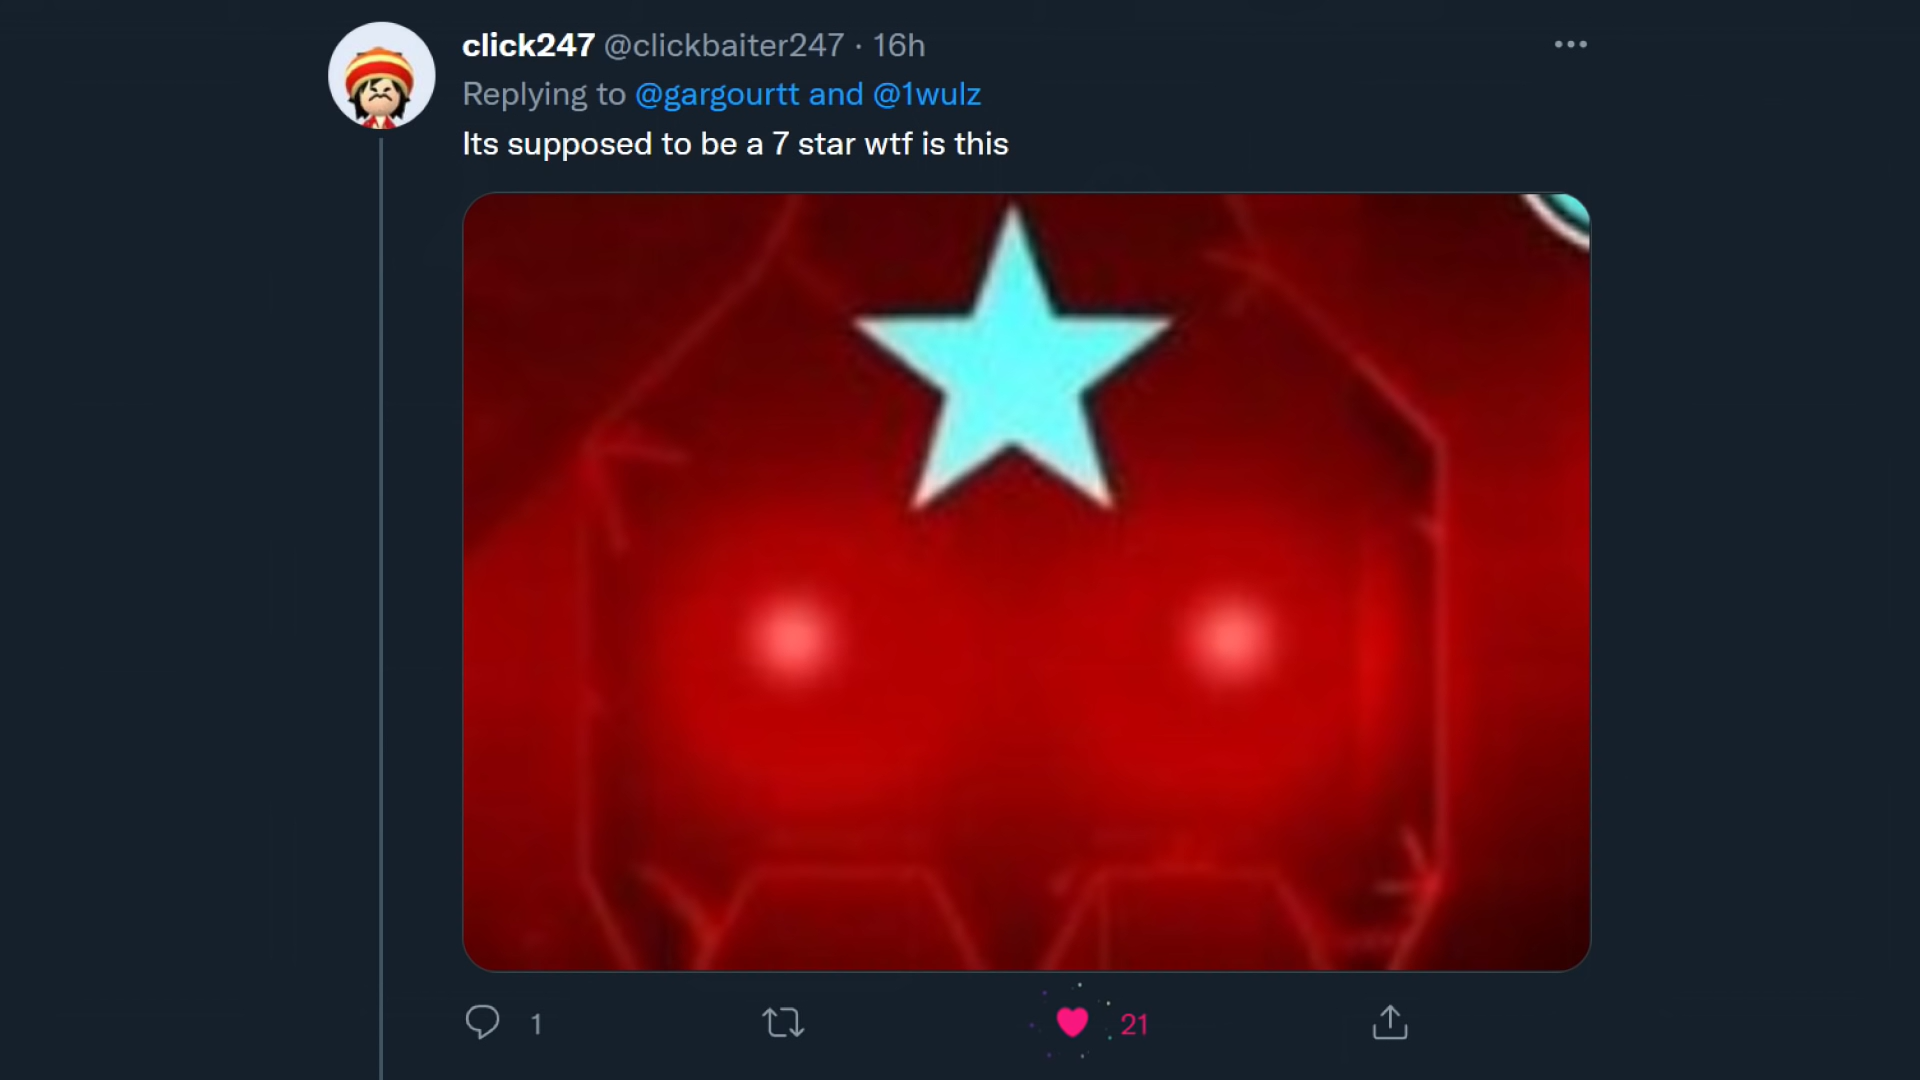 click247 @clickbaiter247 · 16h
Replying to @gargourtt and @1wulz
Its supposed to be a 7 star wtf is this
1
21